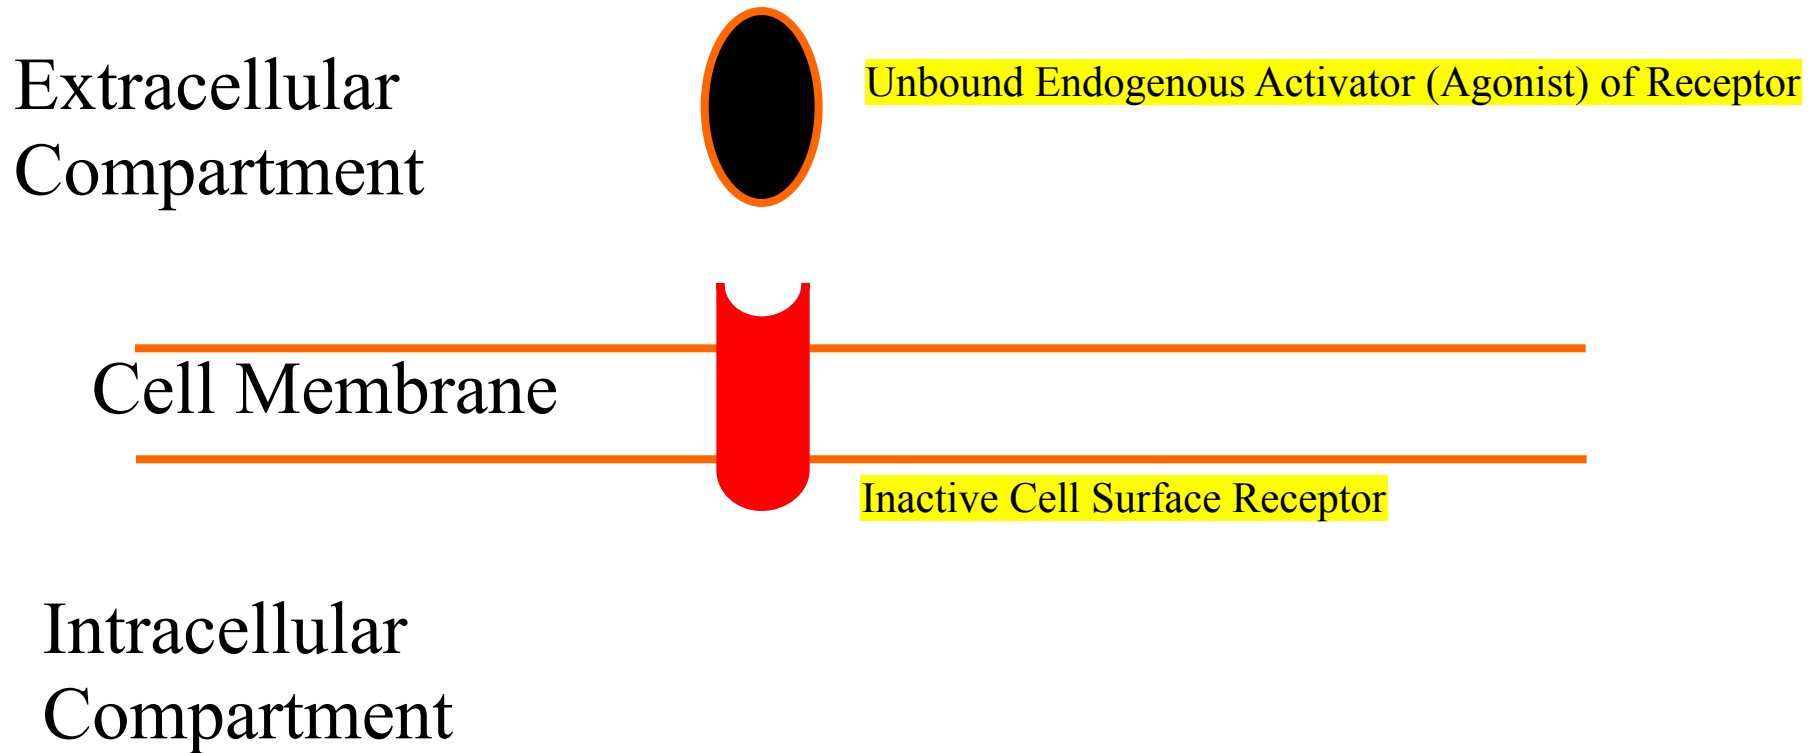 Extracellular
Compartment
Unbound Endogenous Activator (Agonist) of Receptor
Cell Membrane
Inactive Cell Surface Receptor
Intracellular
Compartment